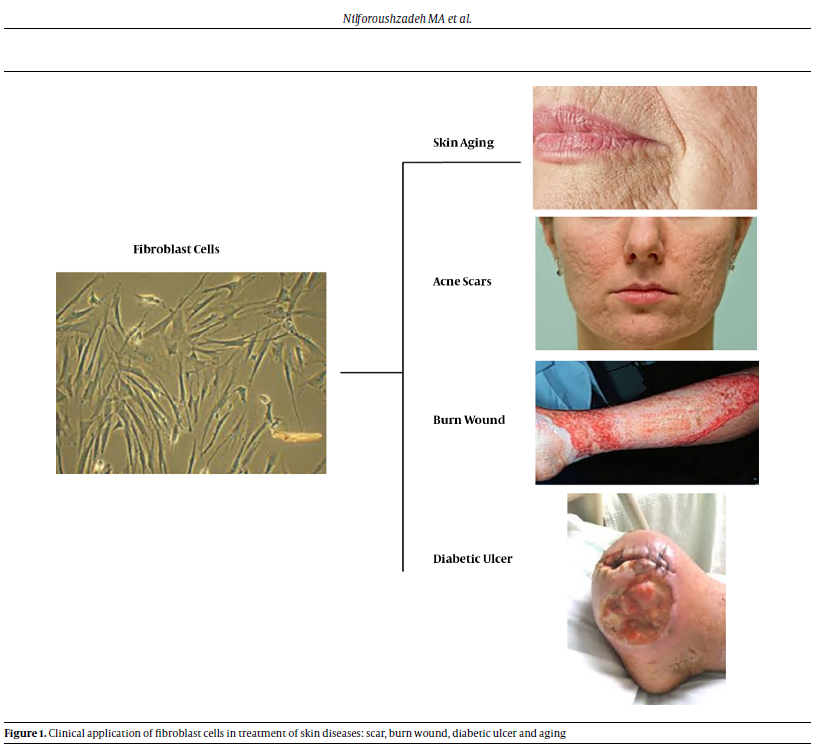 Nilforoushzadeh MA et al.
Skin Aging
Fibroblast Cells
Acne Scars
Burn Wound
Diabetic Ulcer
Figure 1. Clinical application of fibroblast cells in treatment of skin diseases: scar, burn wound, diabetic ulcer and aging